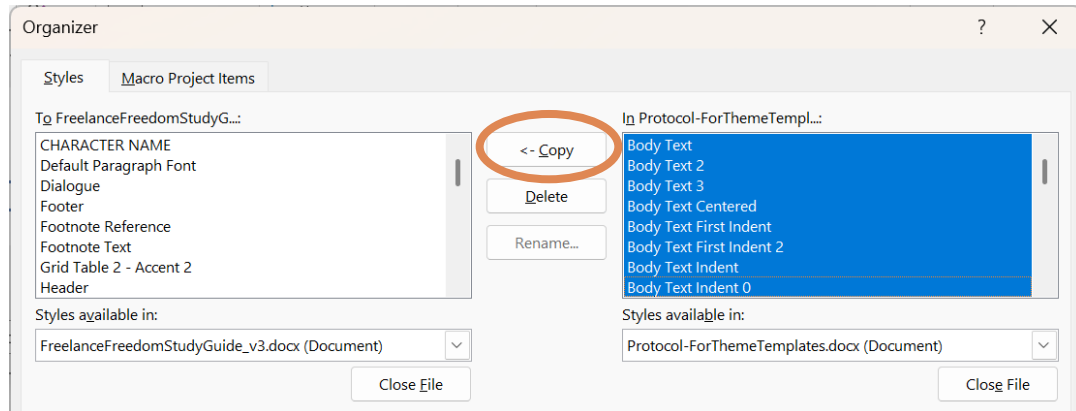 Organizer
?
Styles
Macro Project Items
To FreelanceFreedomStudyG...:
CHARACTER NAME
Default Paragraph Font
Dialogue
Footer
Footnote Reference
Footnote Text
Grid Table 2 - Accent 2
Header
Styles available in:
FreelanceFreedomStudyGuide_v3.docx (Document)
Close File
<- Copy
Delete
Rename...
In Protocol-ForThemeTempl...:
Body Text
Body Text 2
Body Text 3
Body Text Centered
Body Text First Indent
Body Text First Indent 2
Body Text Indent
Body Text Indent 0
Styles available in:
Protocol-ForThemeTemplates.docx (Document)
Close File